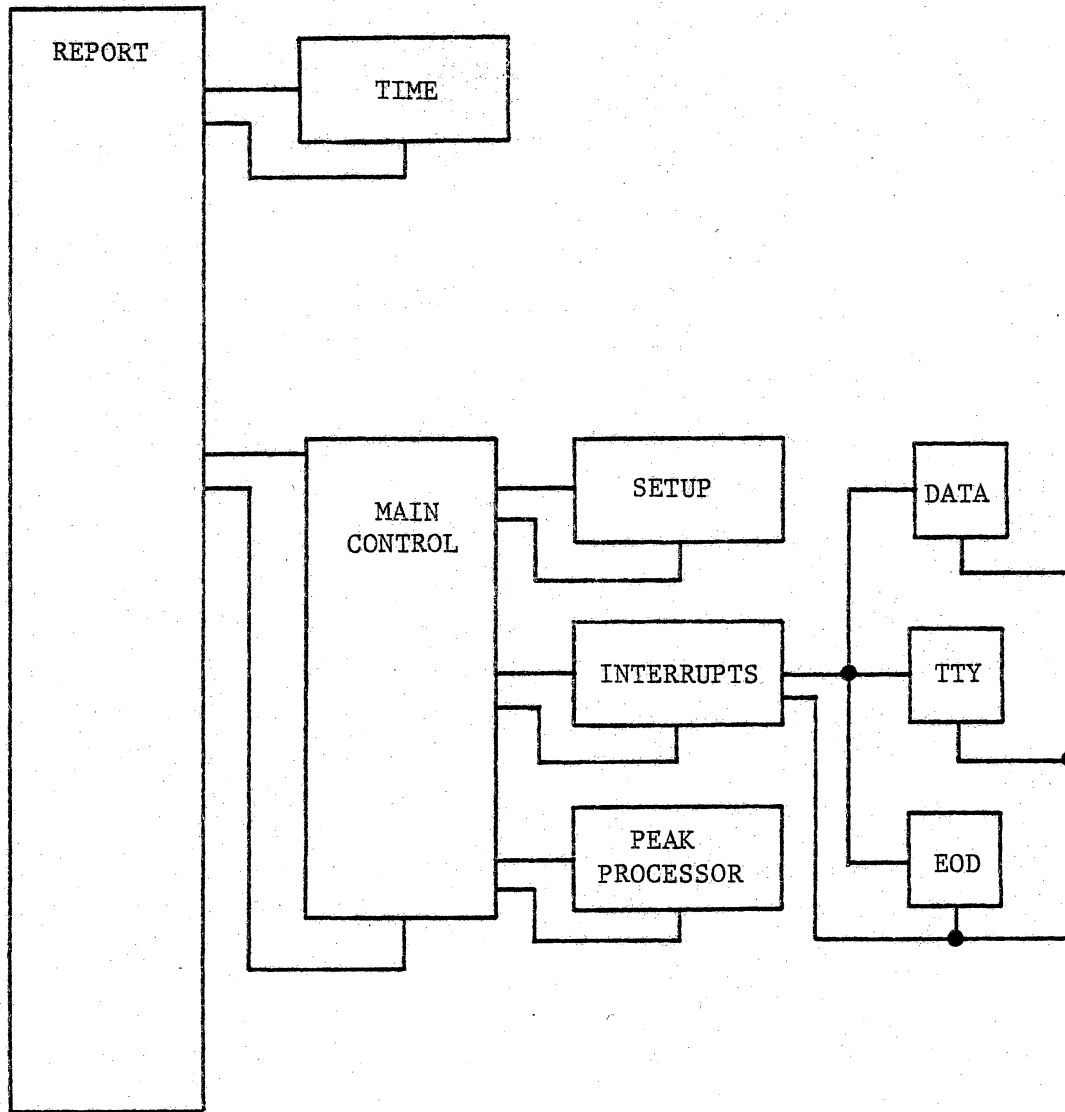 REPORT
TIME
MAIN
CONTROL
SETUP
DATA
INTERRUPTS
TTY
PEAK
PROCESSOR
EOD